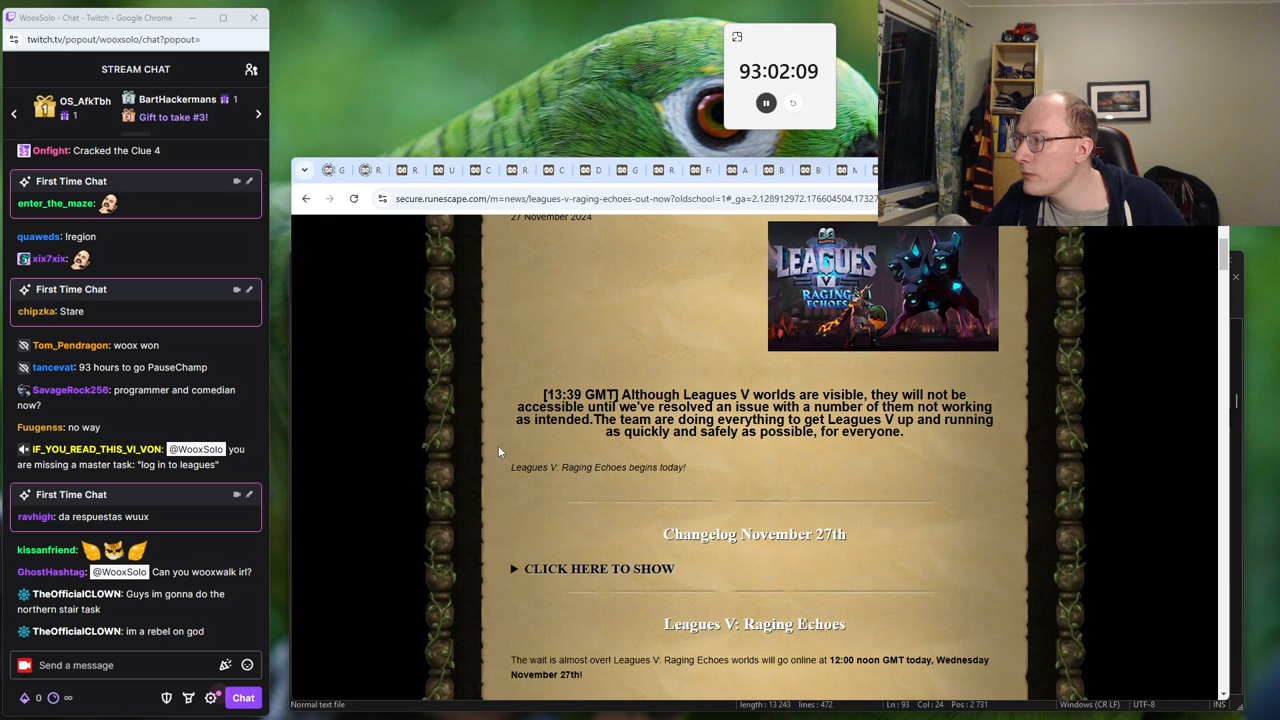 WooxSolo - Chat - Twitch - Google Chrome
twitch.tv/popout/wooxsolo/chat?popout=
STREAM CHAT
OS_AfkTbh
1
BartHackermans 1
Gift to take #3!
Onfight: Cracked the Clue 4
First Time Chat
enter_the_maze:
quaweds: !region
xix7xix:
First Time Chat
chipzka: Stare
Tom_Pendragon: woox won
tancevat: 93 hours to go PauseChamp
SavageRock256: programmer and comedian
now?
Fuugenss: no way
IF_YOU_READ_THIS_VI_VON: @WooxSolo you
are missing a master task: "log in to leagues"
First Time Chat
ravhigh: da respuestas wuux
kissanfriend:
GhostHashtag: @WooxSolo Can you wooxwalk irl?
TheOfficialCLOWN: Guys im gonna do the
northern stair task
TheOfficialCLOWN: im a rebel on god
Send a message
0 ∞
Chat
93:02:09
G R R U C R C D G R F A B B M
secure.runescape.com/m=news/leagues-v-raging-echoes-out-now?oldschool=1#_ga=2.128912972.176604504.17327
27 November 2024
LEAGUES
V
RAGING
ECHOES
[13:39 GMT] Although Leagues V worlds are visible, they will not be
accessible until we've resolved an issue with a number of them not working
as intended.The team are doing everything to get Leagues V up and running
as quickly and safely as possible, for everyone.
Leagues V: Raging Echoes begins today!
Changelog November 27th
CLICK HERE TO SHOW
Leagues V: Raging Echoes
The wait is almost over! Leagues V: Raging Echoes worlds will go online at 12:00 noon GMT today, Wednesday
November 27th!
Normal text file
length : 13 243 lines : 472
Ln : 93 Col : 24 Pos : 2 731
Windows (CR LF)
UTF-8
INS